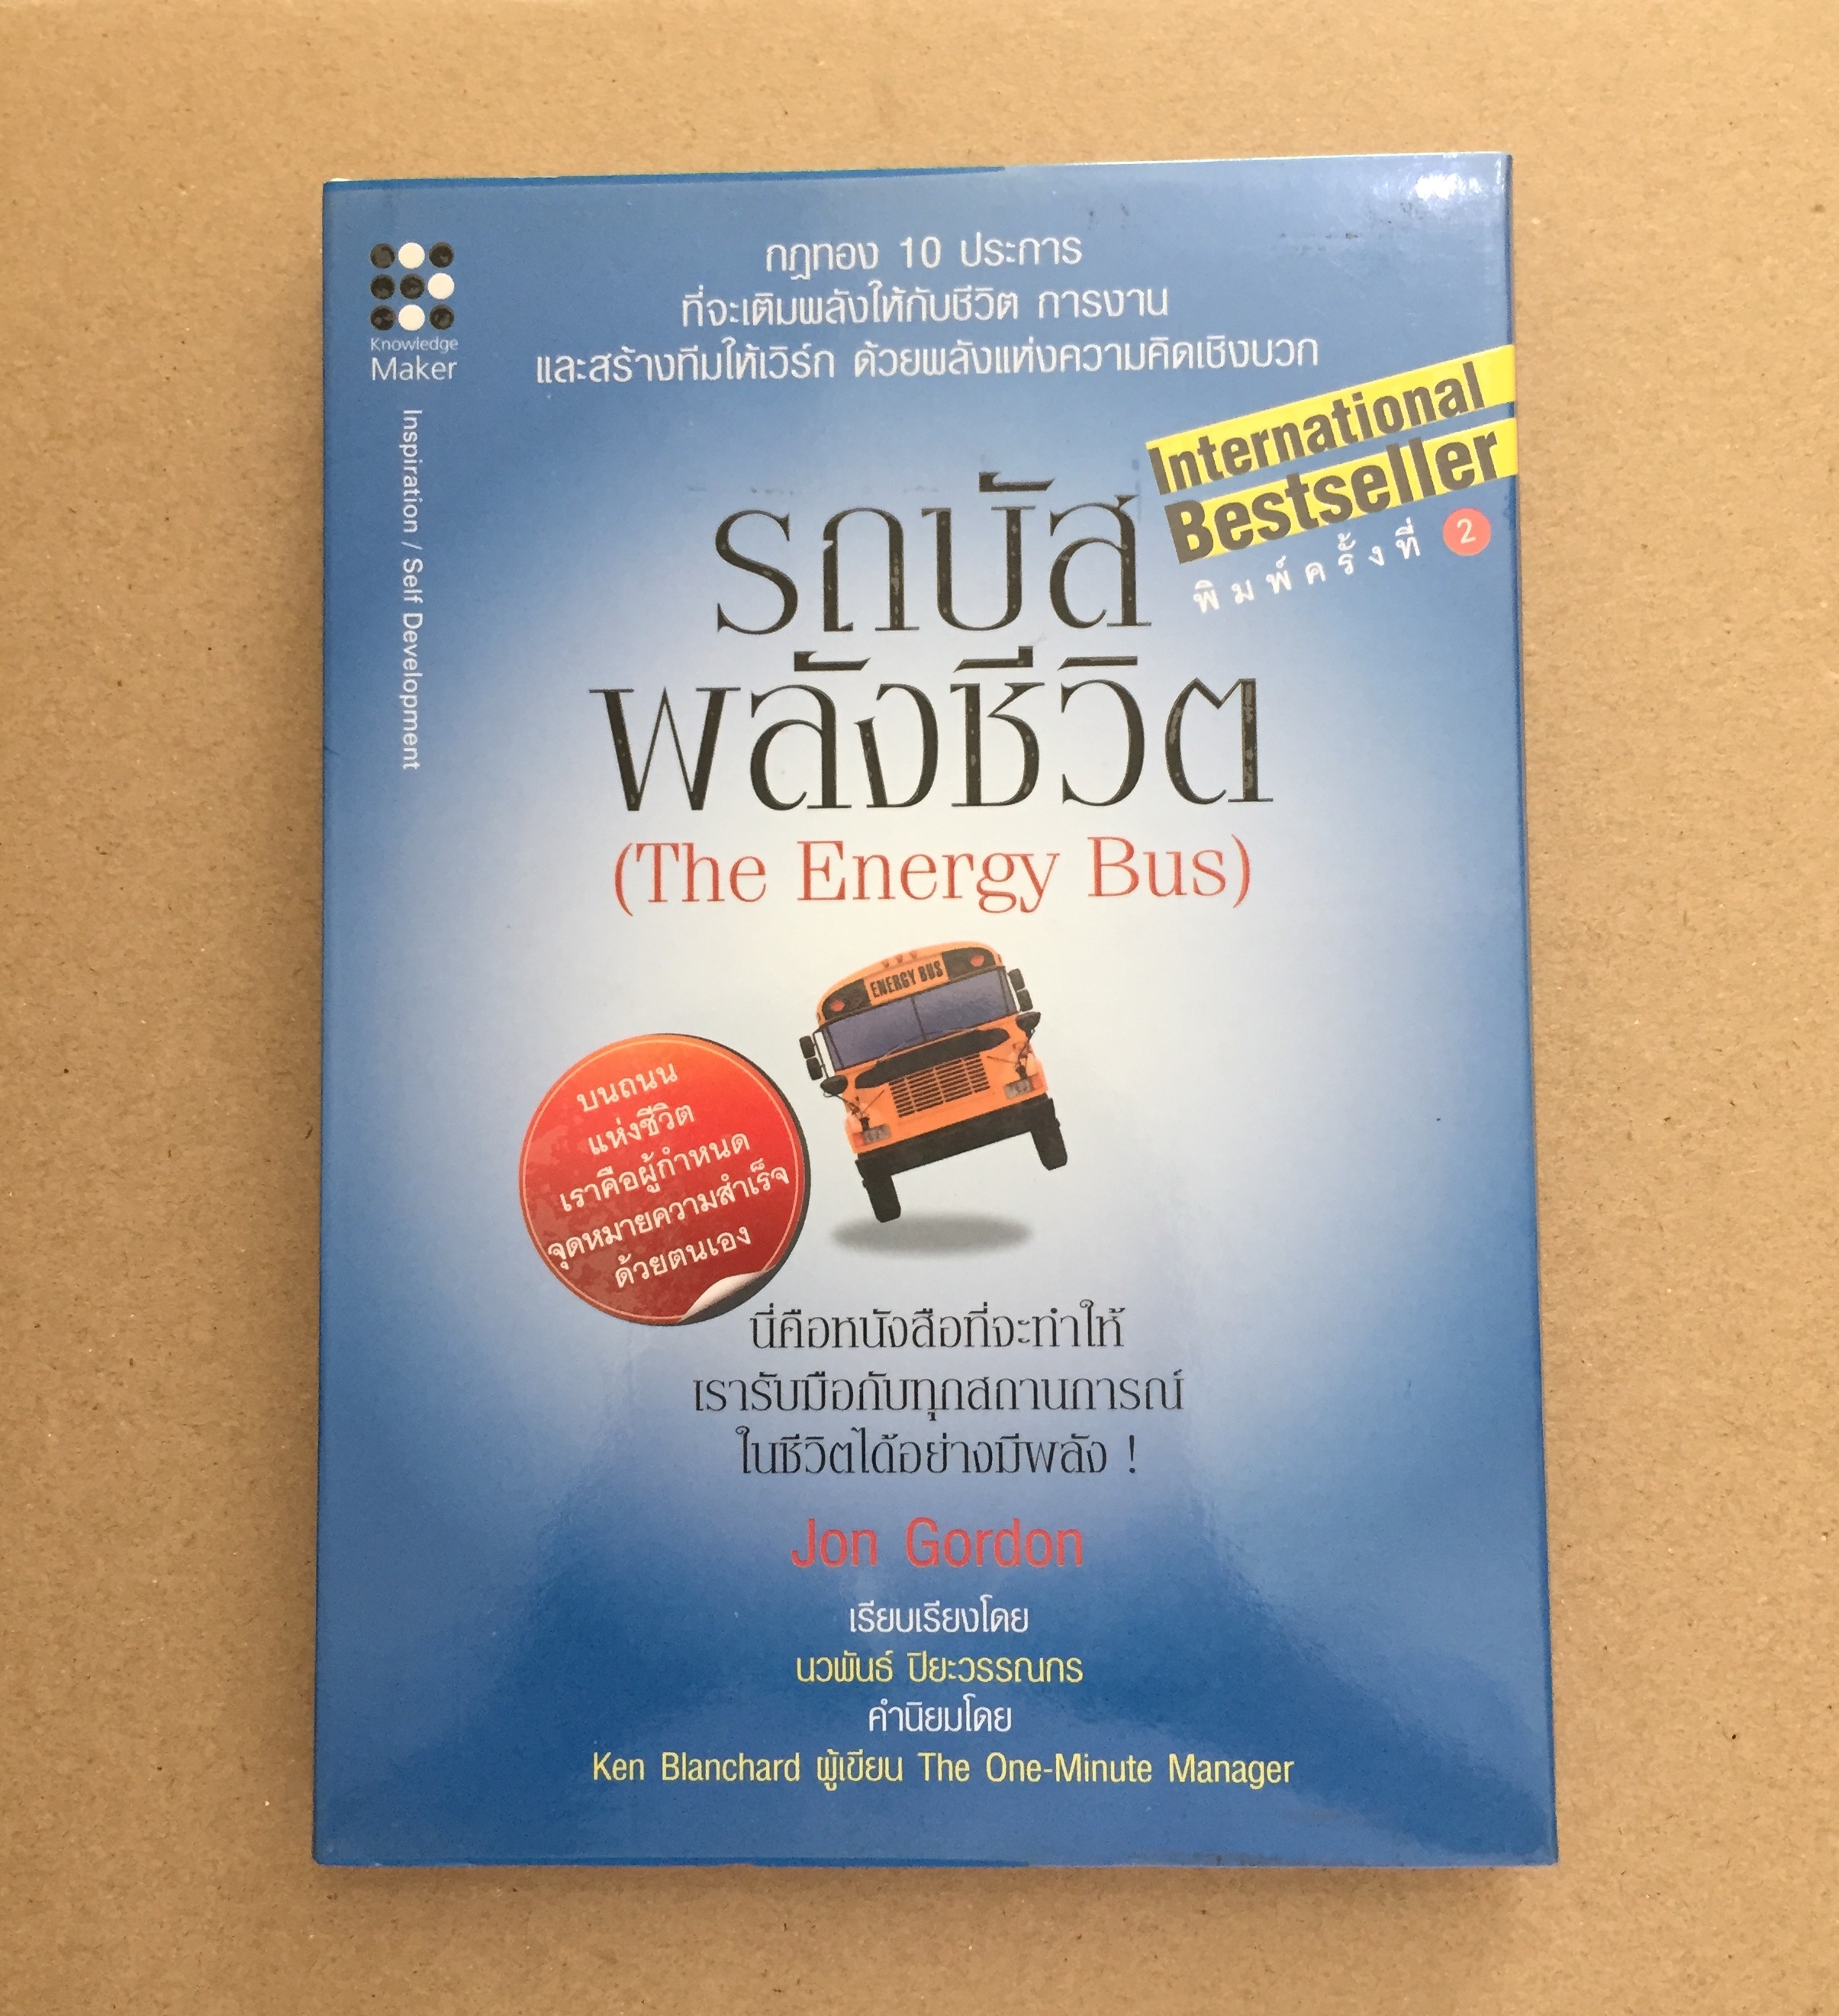 กฎทอง 10 ประการ
ที่จะเติมพลังให้กับชีวิต การงาน
และสร้างทีมให้เวิร์ก ด้วยพลังแห่งความคิดเชิงบวก
Knowledge
Maker
Inspiration / Self Development
International
Bestseller
พิมพ์ครั้งที่ 2
รถบัส
พลังชีวิต
(The Energy Bus)
ENERGY BUS
บนถนน
แห่งชีวิต
เราคือผู้กำหนด
จุดหมายความสำเร็จ
ด้วยตนเอง
นี่คือหนังสือที่จะทำให้
เรารับมือกับทุกสถานการณ์
ในชีวิตได้อย่างมีพลัง !
Jon Gordon
เรียบเรียงโดย
นวพันธ์ ปิยะวรรณกร
คำนิยมโดย
Ken Blanchard ผู้เขียน The One-Minute Manager